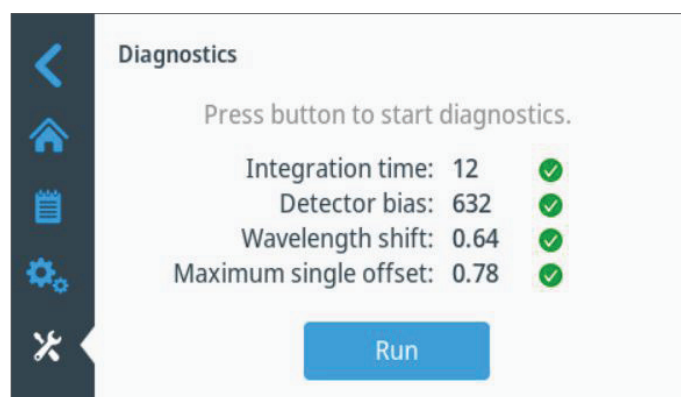 Diagnostics
Press button to start diagnostics.
Integration time: 12
Detector bias: 632
Wavelength shift: 0.64
Maximum single offset: 0.78
Run